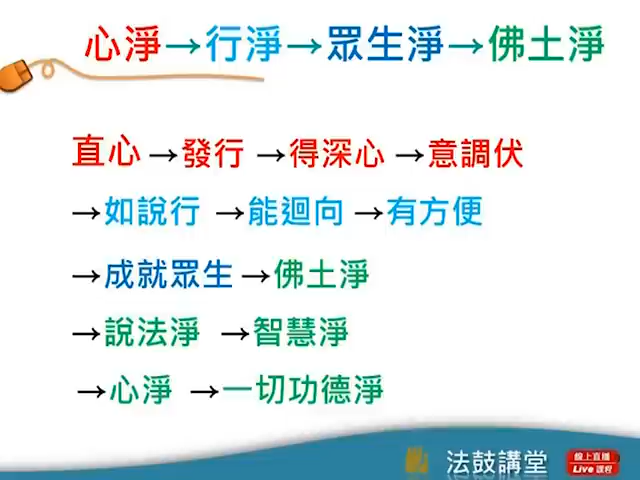 心淨→行淨→眾生淨→佛土淨
直心→發行→得深心→意調伏
→如說行→能迴向→有方便
→成就眾生→佛土淨
→說法淨→智慧淨
→心淨→一切功德淨
法鼓講堂 線上直播
Live 課程